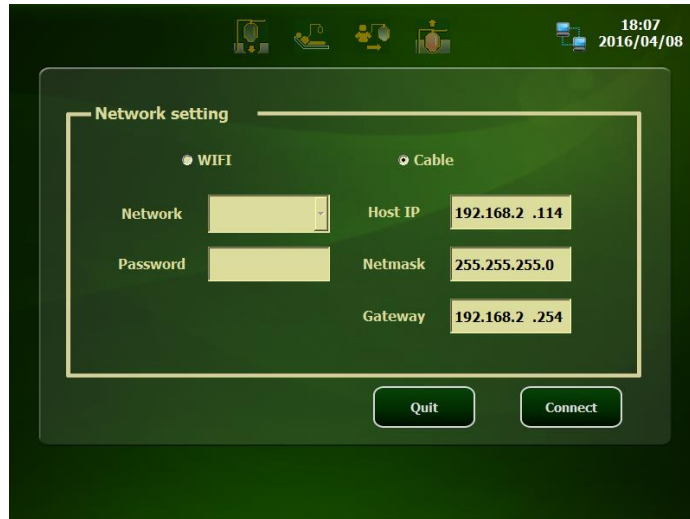 18:07
2016/04/08
Network setting
WIFI
Cable
Network
Host IP
192.168.2 .114
Password
Netmask
255.255.255.0
Gateway
192.168.2 .254
Quit
Connect